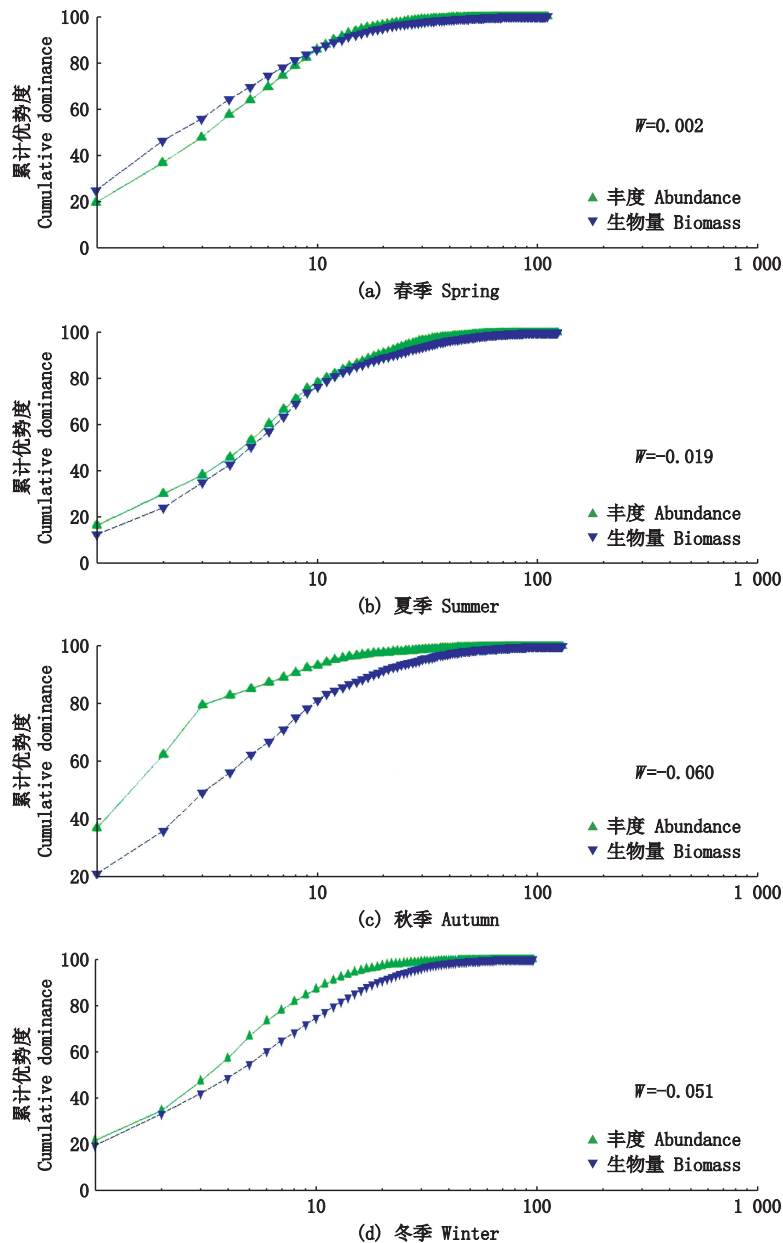 100
80
60
40
20
0
累计优势度
Cumulative dominance
W=0.002
丰度 Abundance
生物量 Biomass
10
100
1 000
(a) 春季 Spring
100
80
60
40
20
0
累计优势度
Cumulative dominance
W=-0.019
丰度 Abundance
生物量 Biomass
10
100
1 000
(b) 夏季 Summer
100
80
60
40
20
累计优势度
Cumulative dominance
W=-0.060
丰度 Abundance
生物量 Biomass
10
100
1 000
(c) 秋季 Autumn
100
80
60
40
20
0
累计优势度
Cumulative dominance
W=-0.051
丰度 Abundance
生物量 Biomass
10
100
1 000
(d) 冬季 Winter